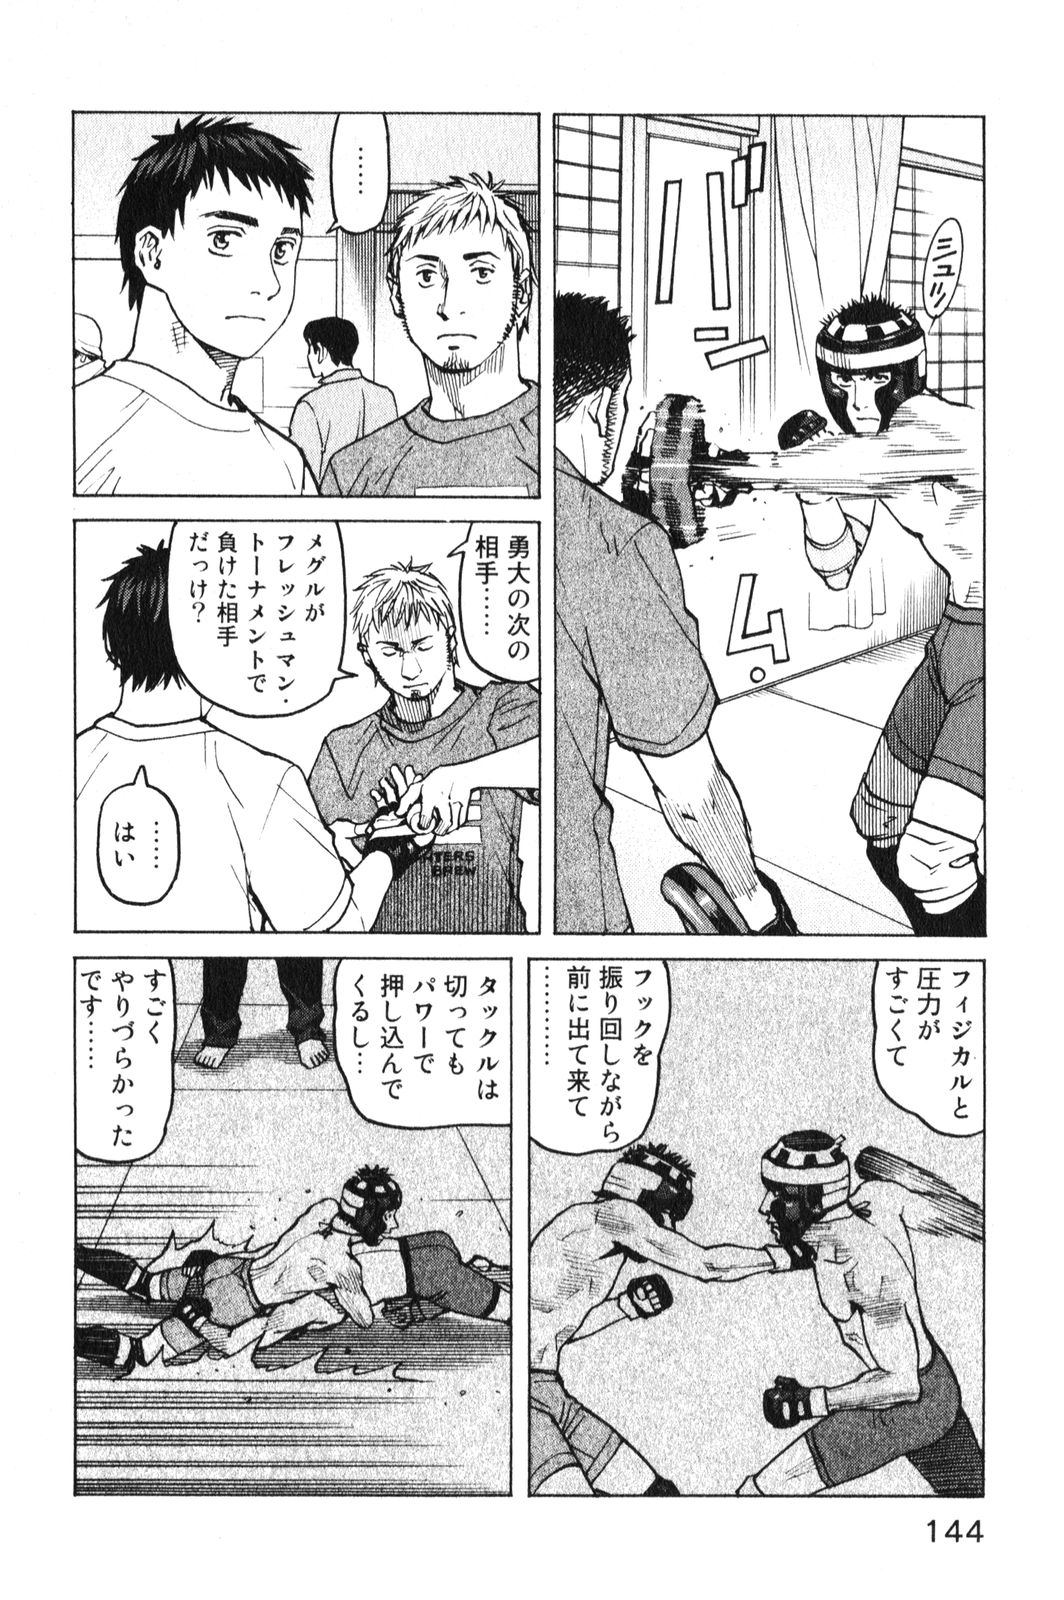 バン!
ミュッ
ム.
……
勇大の次の
相手……
メグルが
フレッシュマン・
トーナメントで
負けた相手
だっけ?
……
はい
TERS
BREW
フィジカルと
圧力が
すごくて
フックを
振り回しながら
前に出て来て
…………
タックルは
切っても
パワーで
押し込んで
くるし…
すごく
やりづらかった
です……
144